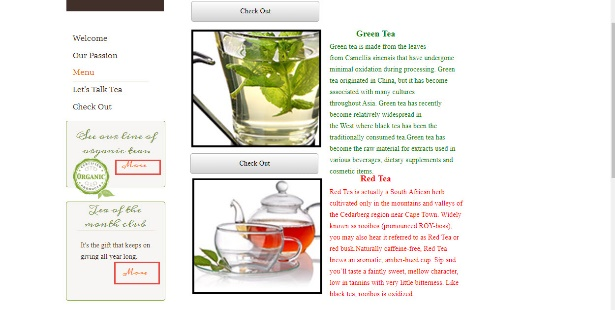 Check Out
Welcome
Our Passion
Menu
Let's Talk Tea
Check Out
See our line of
organic teas
More
ORGANIC
Tea of the
month club
It's the gift that keeps on
giving all year long.
More
Green Tea
Green tea is made from the leaves
from Camellia sinensis that have undergone
minimal oxidation during processing. Green
tea originated in China, but it has become
associated with many cultures
throughout Asia. Green tea has recently
become relatively widespread in
the West where black tea has been the
traditionally consumed tea.Green tea has
become the raw material for extracts used in
various beverages, dietary supplements and
cosmetic items.
Check Out
Red Tea
Red Tea is actually a South African herb
cultivated only in the mountains and valleys of
the Cedarberg region near Cape Town. Widely
known as rooibos (pronounced ROY-boss),
you may also hear it referred to as Red Tea or
red bush.Naturally caffeine-free, Red Tea
brews an aromatic, amber-hued cup. Sip and
you'll taste a faintly sweet, mellow character,
low in tannins with very little bitterness. Like
black tea, rooibos is oxidized